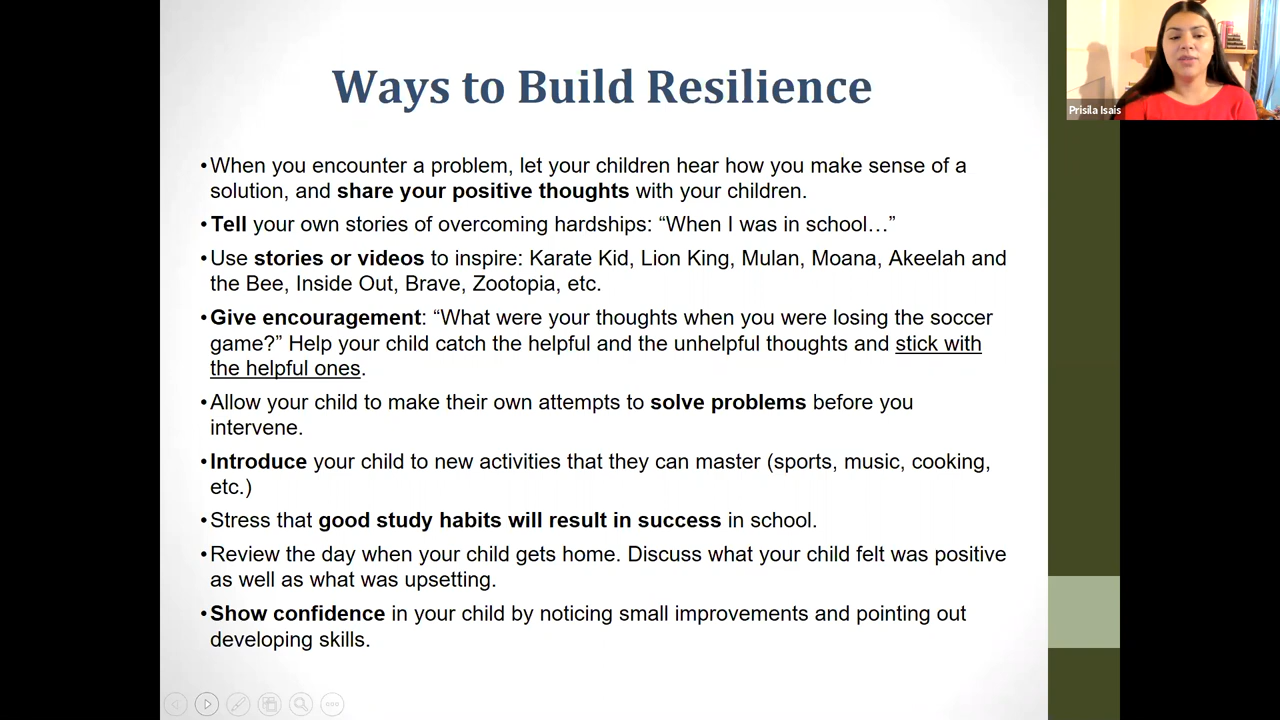 Ways to Build Resilience
Prisila Isais
•When you encounter a problem, let your children hear how you make sense of a
solution, and share your positive thoughts with your children.
•Tell your own stories of overcoming hardships: “When I was in school…”
•Use stories or videos to inspire: Karate Kid, Lion King, Mulan, Moana, Akeelah and
the Bee, Inside Out, Brave, Zootopia, etc.
•Give encouragement: “What were your thoughts when you were losing the soccer
game?” Help your child catch the helpful and the unhelpful thoughts and stick with
the helpful ones.
•Allow your child to make their own attempts to solve problems before you
intervene.
•Introduce your child to new activities that they can master (sports, music, cooking,
etc.)
•Stress that good study habits will result in success in school.
•Review the day when your child gets home. Discuss what your child felt was positive
as well as what was upsetting.
•Show confidence in your child by noticing small improvements and pointing out
developing skills.